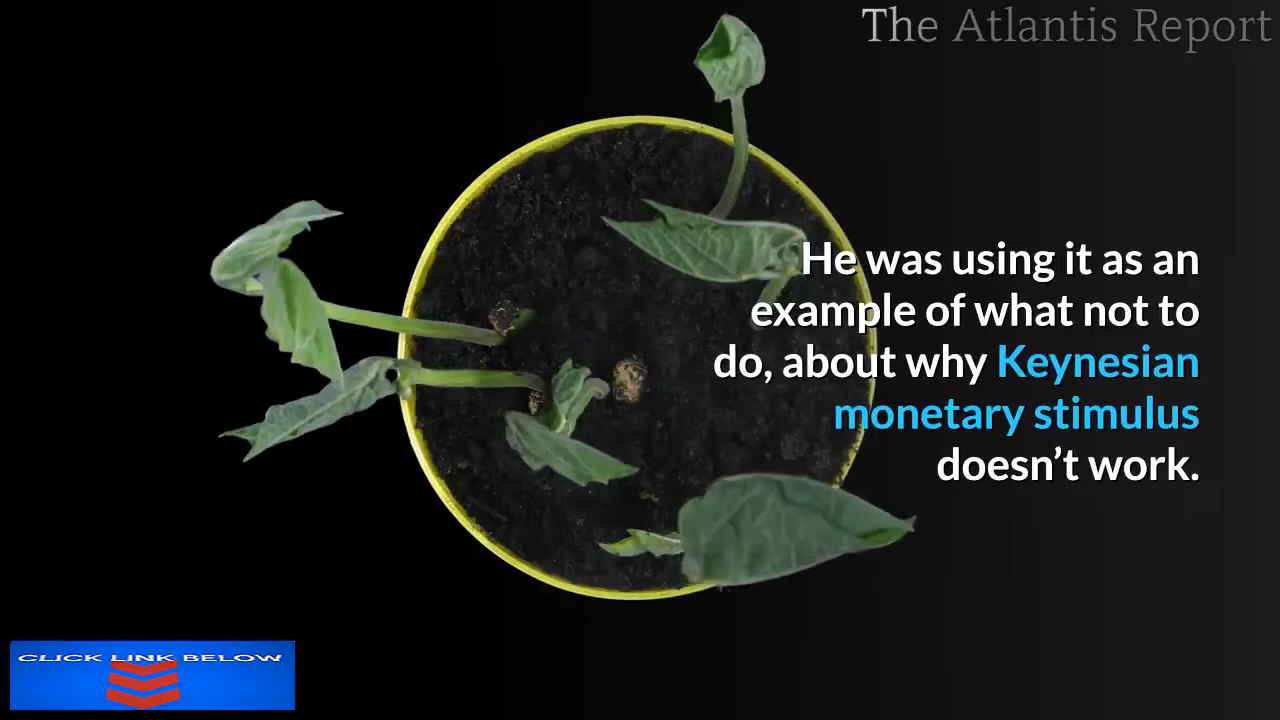 The Atlantis Report
He was using it as an
example of what not to
do, about why Keynesian
monetary stimulus
doesn't work.
CLICK LINK BELOW